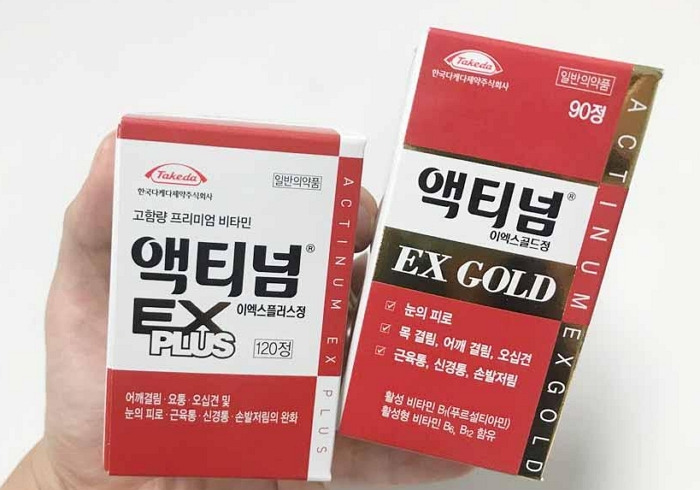 Takeda
한국다케다제약주식회사
일반의약품
고함량 프리미엄 비타민
액티넘®
EX
이엑스플러스정
PLUS
120정
어깨결림·요통·오십견 및
눈의 피로·근육통·신경통·손발저림의 완화
ACTINUM EX PLUS
Takeda
한국다케다제약주식회사
일반의약품
90정
액티넘®
이엑스골드정
EX GOLD
눈의 피로
목 결림, 어깨 결림, 오십견
근육통, 신경통, 손발저림
활성 비타민 B₁(푸르설티아민)
활성형 비타민 B₆, B₁₂ 함유
ACTINUM EX GOLD